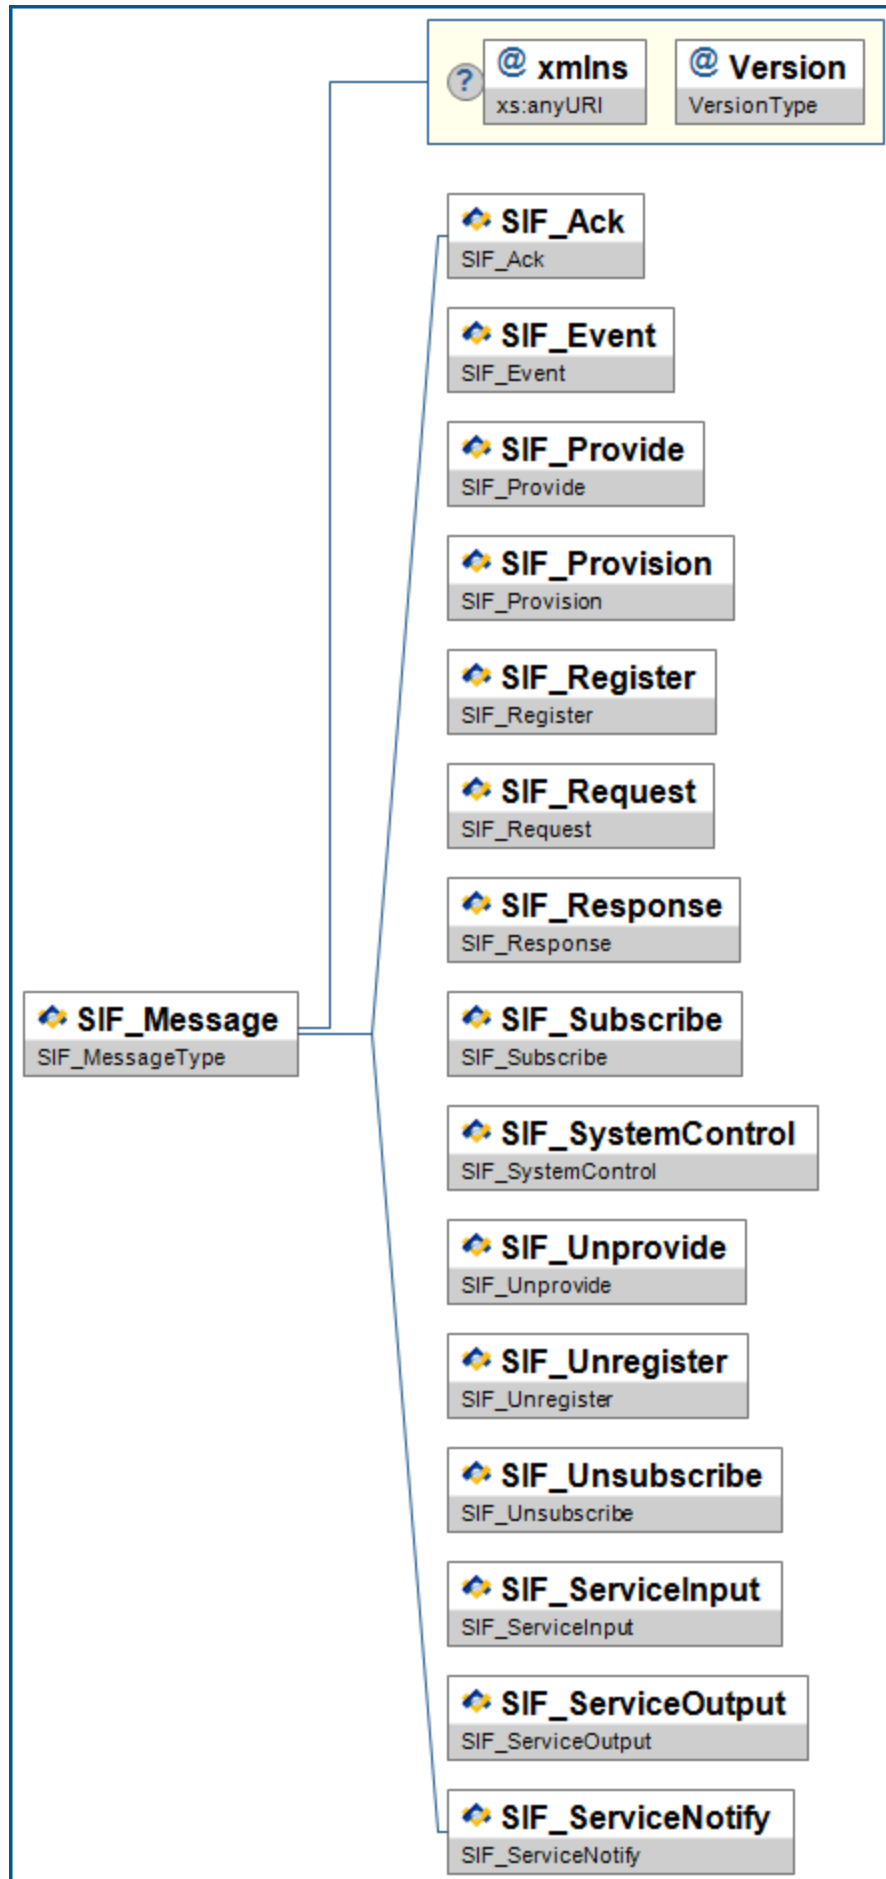 ? @ xmlns @ Version
xs:anyURI VersionType
SIF_Ack
SIF_Ack
SIF_Event
SIF_Event
SIF_Provide
SIF_Provide
SIF_Provision
SIF_Provision
SIF_Register
SIF_Register
SIF_Request
SIF_Request
SIF_Response
SIF_Response
SIF_Message
SIF_MessageType
SIF_Subscribe
SIF_Subscribe
SIF_SystemControl
SIF_SystemControl
SIF_Unprovide
SIF_Unprovide
SIF_Unregister
SIF_Unregister
SIF_Unsubscribe
SIF_Unsubscribe
SIF_ServiceInput
SIF_ServiceInput
SIF_ServiceOutput
SIF_ServiceOutput
SIF_ServiceNotify
SIF_ServiceNotify